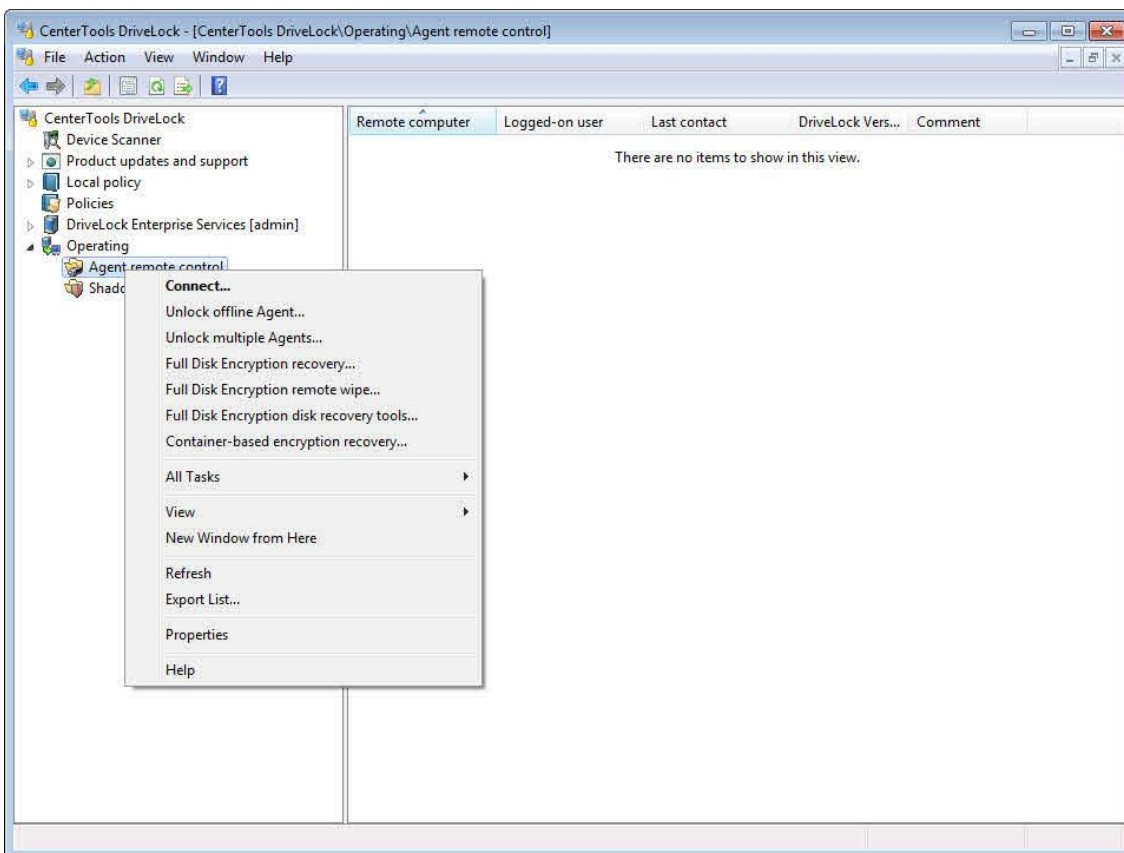 CenterTools DriveLock - [CenterTools DriveLock\Operating\Agent remote control]
File Action View Window Help
CenterTools DriveLock
Device Scanner
Product updates and support
Local policy
Policies
DriveLock Enterprise Services [admin]
Operating
Agent remote control
Shado
Remote computer Logged-on user Last contact DriveLock Vers... Comment
There are no items to show in this view.
Connect...
Unlock offline Agent...
Unlock multiple Agents...
Full Disk Encryption recovery...
Full Disk Encryption remote wipe...
Full Disk Encryption disk recovery tools...
Container-based encryption recovery...
All Tasks
View
New Window from Here
Refresh
Export List...
Properties
Help